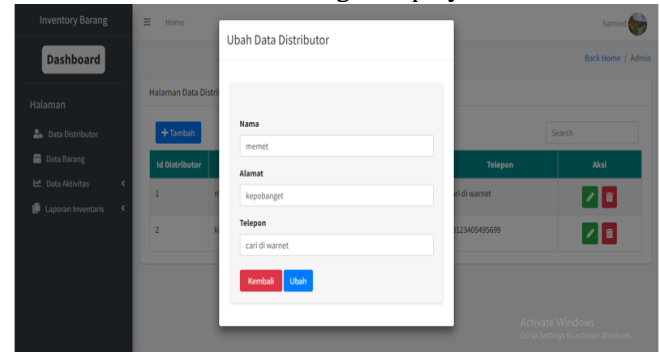 Inventory Barang
Home
hamied
Dashboard
Back Home / Admin
Ubah Data Distributor
Halaman
Halaman Data Distri
Data Distributor
Data Barang
Data Aktivitas
Laporan Inventaris
+ Tambah
Search
Id Distributor
Telepon
Aksi
1
ri di warnet
2
123405495699
Nama
memet
Alamat
kepobanget
Telepon
cari di warnet
Kembali
Ubah
Activate Windows
Go to Settings to activate Windows.